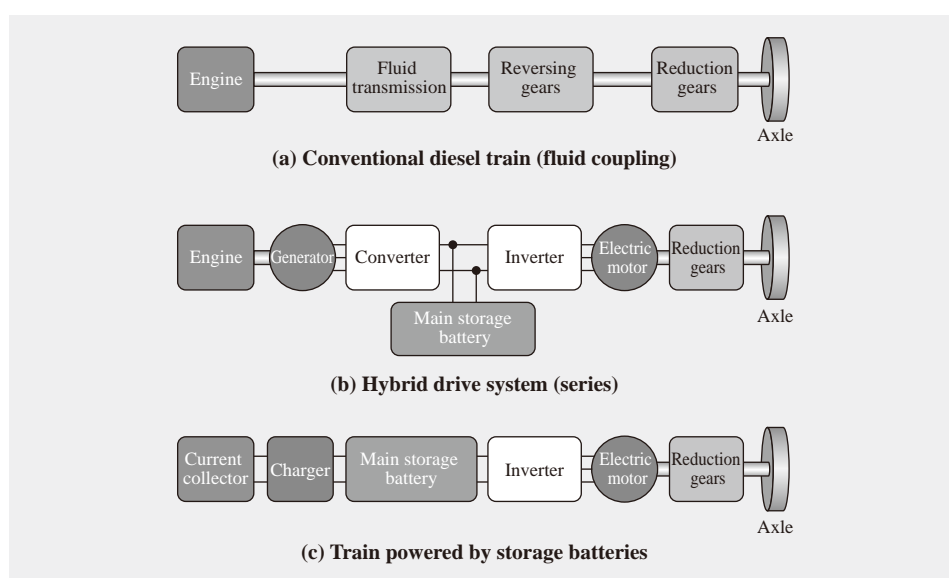 Engine
Fluid
transmission
Reversing
gears
Reduction
gears
Axle
(a) Conventional diesel train (fluid coupling)
Engine
Generator
Converter
Inverter
Electric
motor
Reduction
gears
Main storage
battery
Axle
(b) Hybrid drive system (series)
Current
collector
Charger
Main storage
battery
Inverter
Electric
motor
Reduction
gears
Axle
(c) Train powered by storage batteries